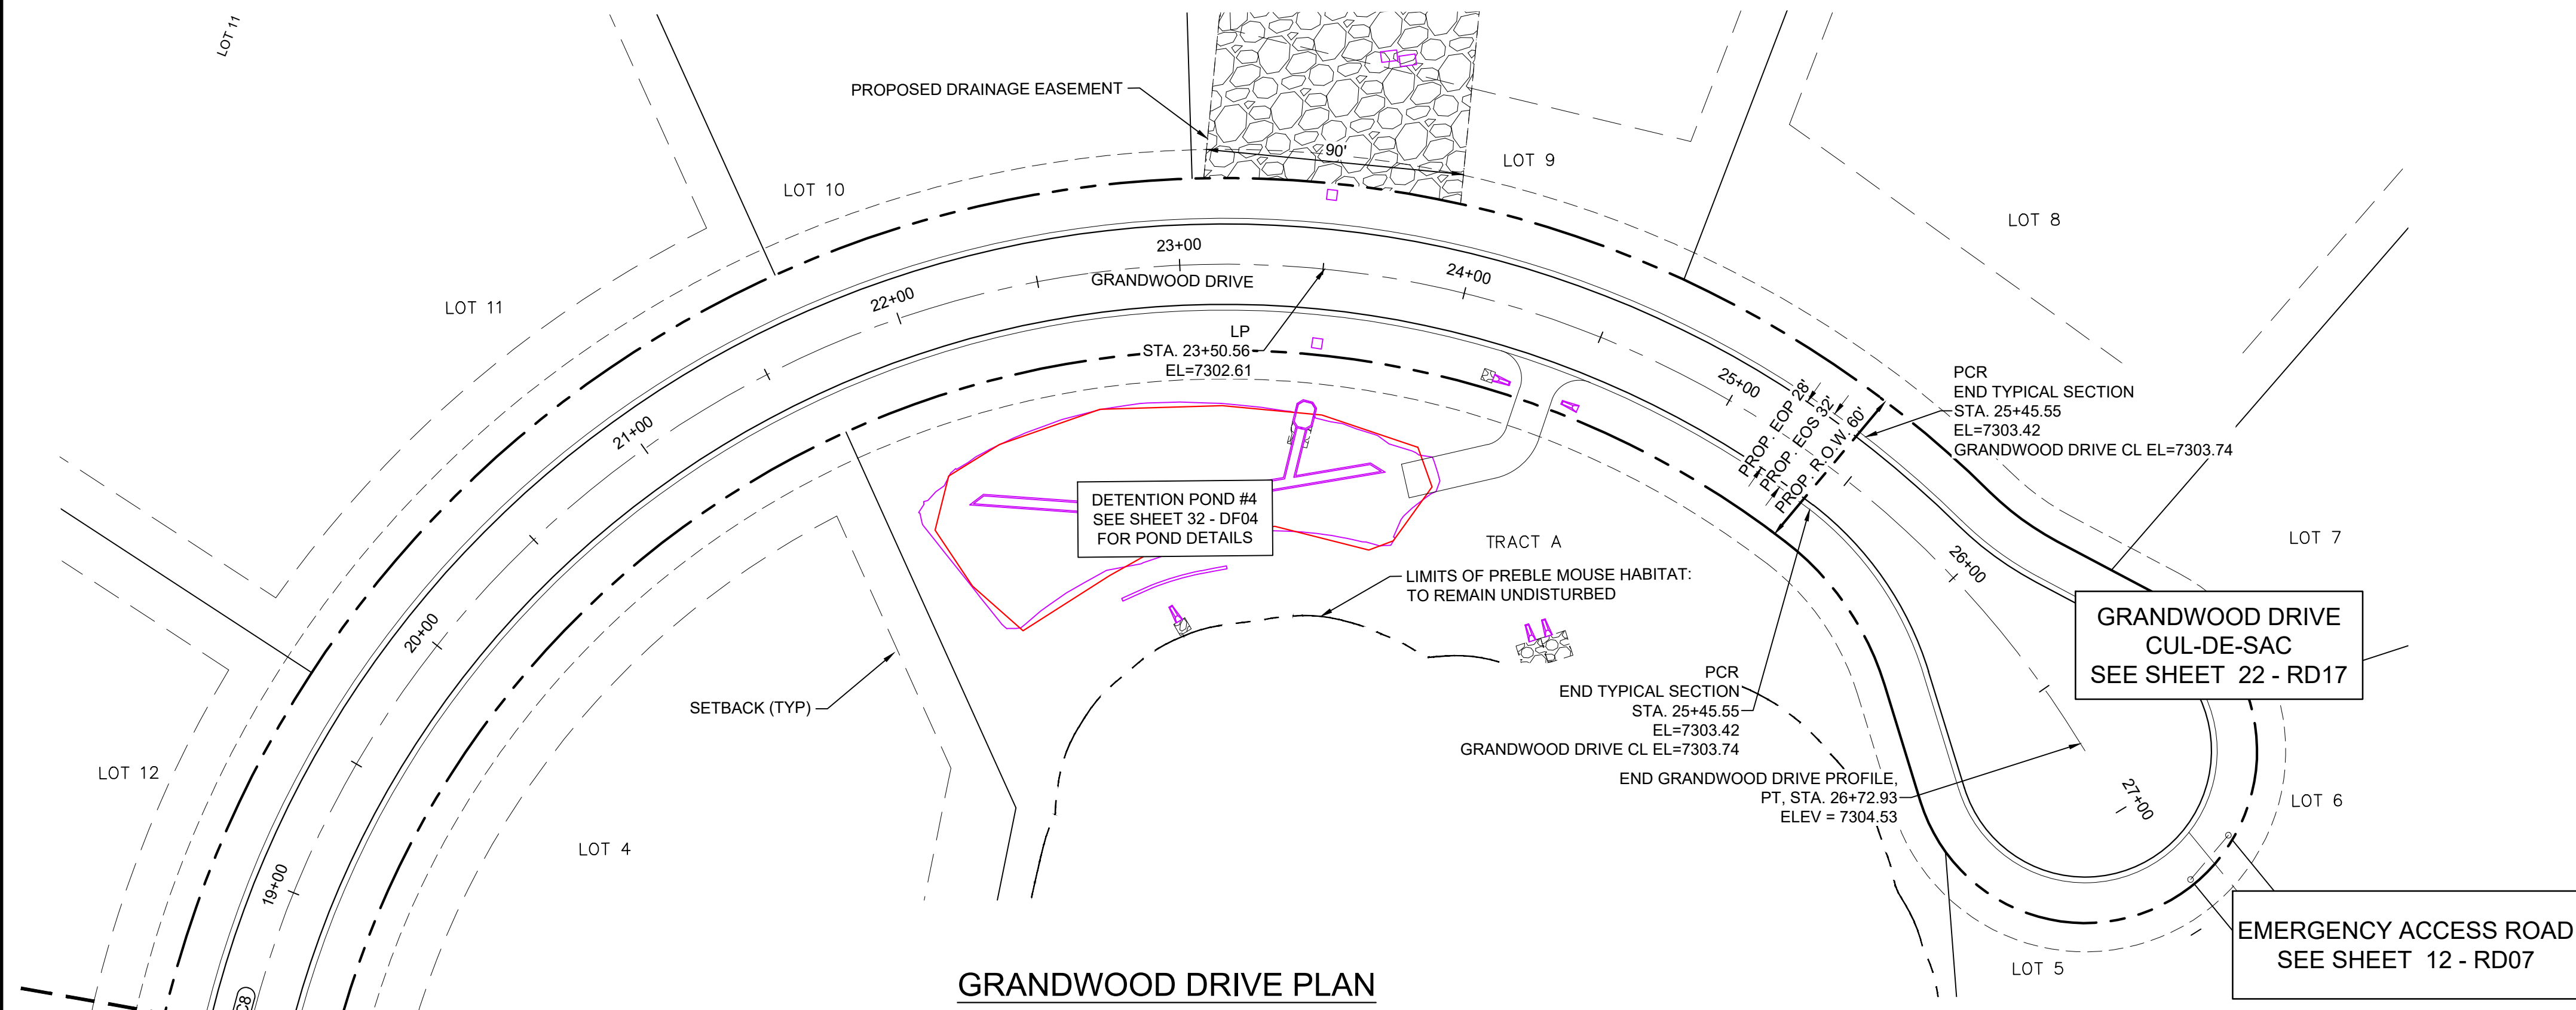 LOT 11
PROPOSED DRAINAGE EASEMENT
90'
LOT 9
LOT 10
LOT 8
LOT 11
23+00
GRANDWOOD DRIVE
22+00
24+00
21+00
20+00
19+00
LP
STA. 23+50.56
EL=7302.61
25+00
PROP. EOP 28'
PROP. EOS 32'
PROP. R.O.W. 60'
PCR
END TYPICAL SECTION
STA. 25+45.55
EL=7303.42
GRANDWOOD DRIVE CL EL=7303.74
DETENTION POND #4
SEE SHEET 32 - DF04
FOR POND DETAILS
TRACT A
LIMITS OF PREBLE MOUSE HABITAT:
TO REMAIN UNDISTURBED
LOT 7
26+00
GRANDWOOD DRIVE
CUL-DE-SAC
SEE SHEET 22 - RD17
PCR
END TYPICAL SECTION
STA. 25+45.55
EL=7303.42
GRANDWOOD DRIVE CL EL=7303.74
SETBACK (TYP)
END GRANDWOOD DRIVE PROFILE,
PT, STA. 26+72.93
ELEV = 7304.53
27+00
LOT 12
LOT 6
LOT 4
LOT 5
EMERGENCY ACCESS ROAD
SEE SHEET 12 - RD07
C8
GRANDWOOD DRIVE PLAN